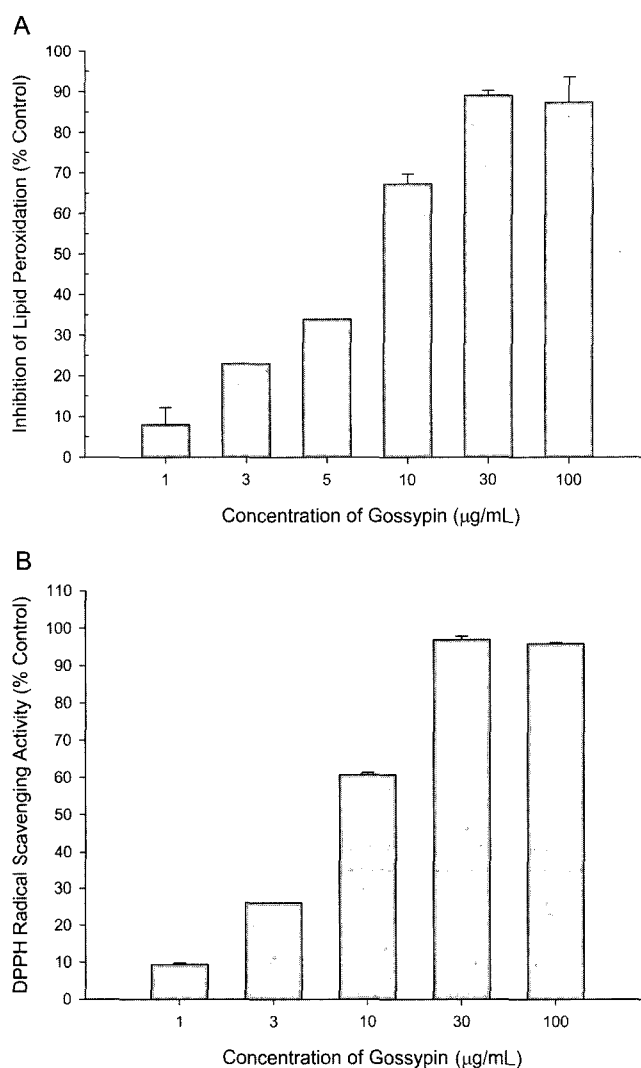 A
Inhibition of Lipid Peroxidation (% Control)
100
90
80
70
60
50
40
30
20
10
0
1 3 5 10 30 100
Concentration of Gossypin (µg/mL)
B
DPPH Radical Scavenging Activity (% Control)
110
100
90
80
70
60
50
40
30
20
10
0
1 3 10 30 100
Concentration of Gossypin (µg/mL)